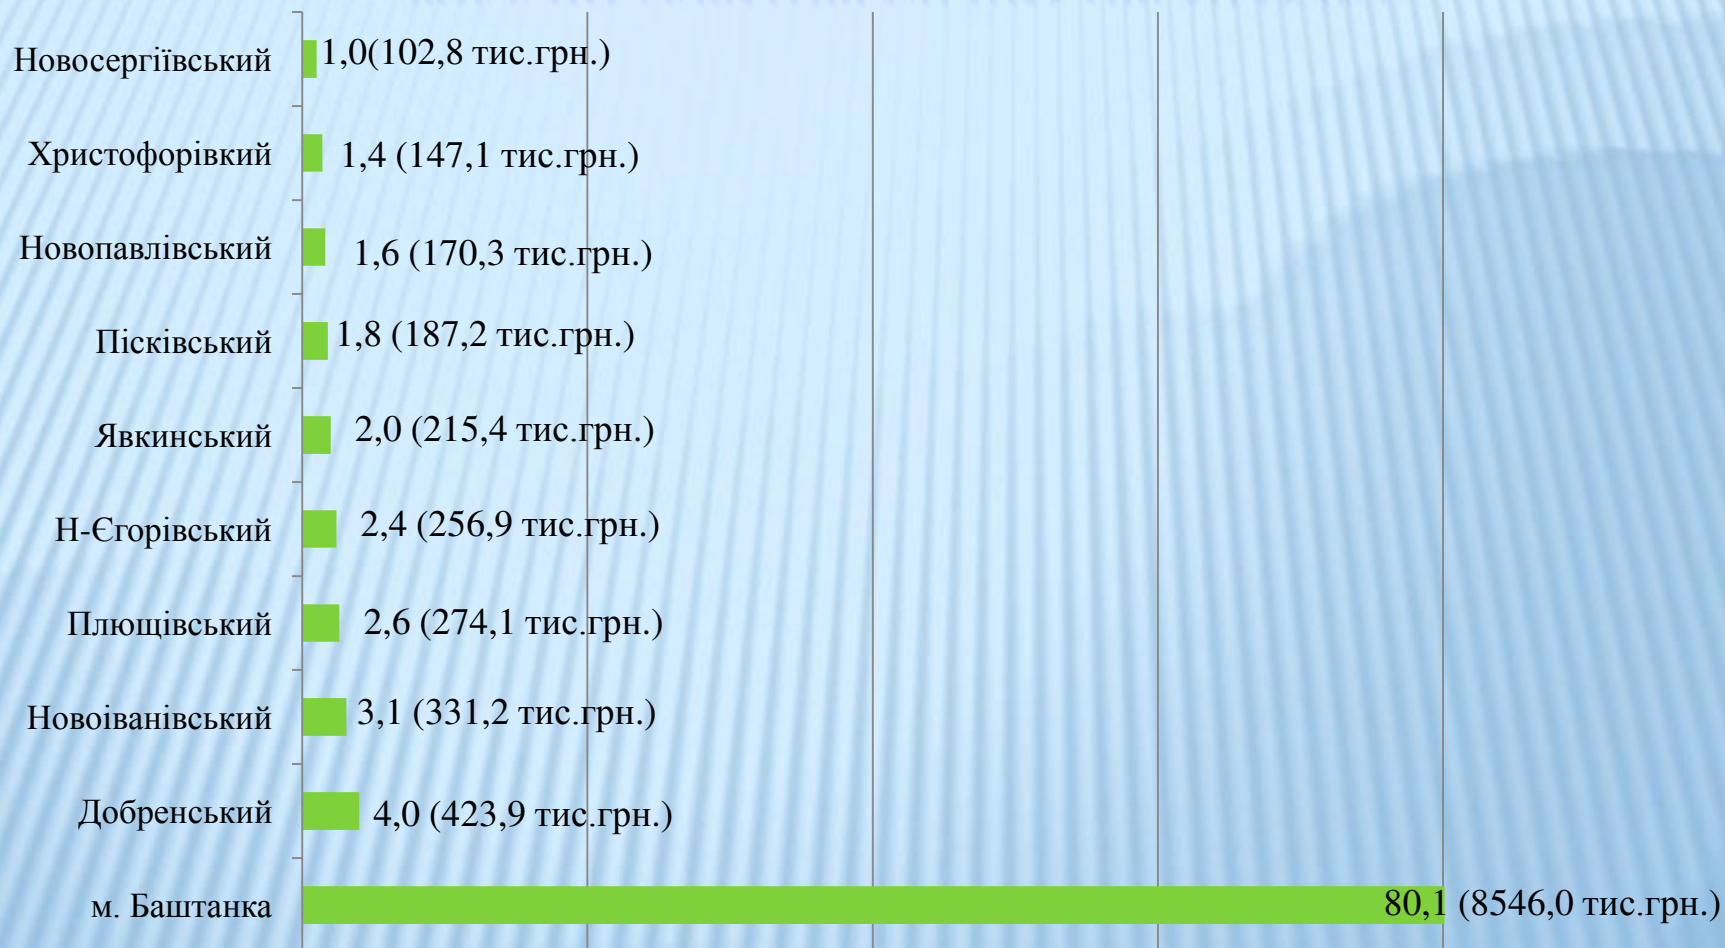 Новосергіївський 1,0(102,8 тис.грн.)
Христофорівкий 1,4 (147,1 тис.грн.)
Новопавлівський 1,6 (170,3 тис.грн.)
Пісківський 1,8 (187,2 тис.грн.)
Явкинський 2,0 (215,4 тис.грн.)
Н-Єгорівський 2,4 (256,9 тис.грн.)
Плющівський 2,6 (274,1 тис.грн.)
Новоіванівський 3,1 (331,2 тис.грн.)
Добренський 4,0 (423,9 тис.грн.)
м. Баштанка 80,1 (8546,0 тис.грн.)